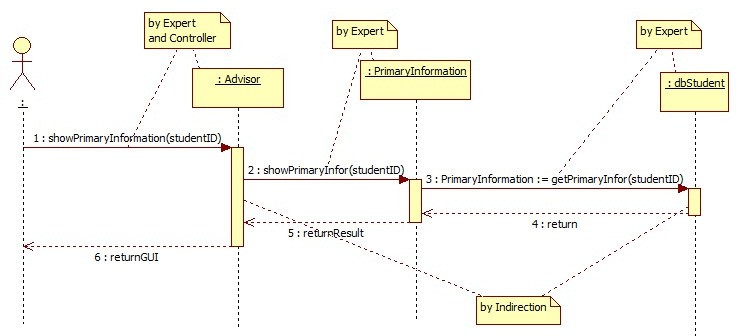 by Expert
and Controller
by Expert
by Expert
: Advisor
: PrimaryInformation
: dbStudent
:
1 : showPrimaryInformation(studentID)
2 : showPrimaryInfor(studentID)
3 : PrimaryInformation := getPrimaryInfor(studentID)
4 : return
5 : returnResult
6 : returnGUI
by Indirection